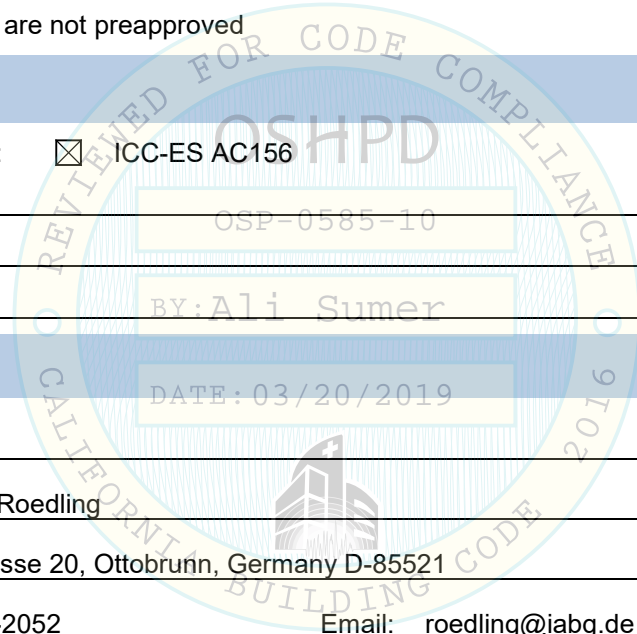 are not preapproved
REVIEWED FOR CODE COMPLIANCE
OSHPD
: ☒ ICC-ES AC156
OSP-0585-10
BY: Ali Sumer
DATE: 03/20/2019
Roedling
sse 20, Ottobrunn, Germany D-85521
CALIFORNIA BUILDING CODE 2016
-2052 Email: roedling@iabg.de